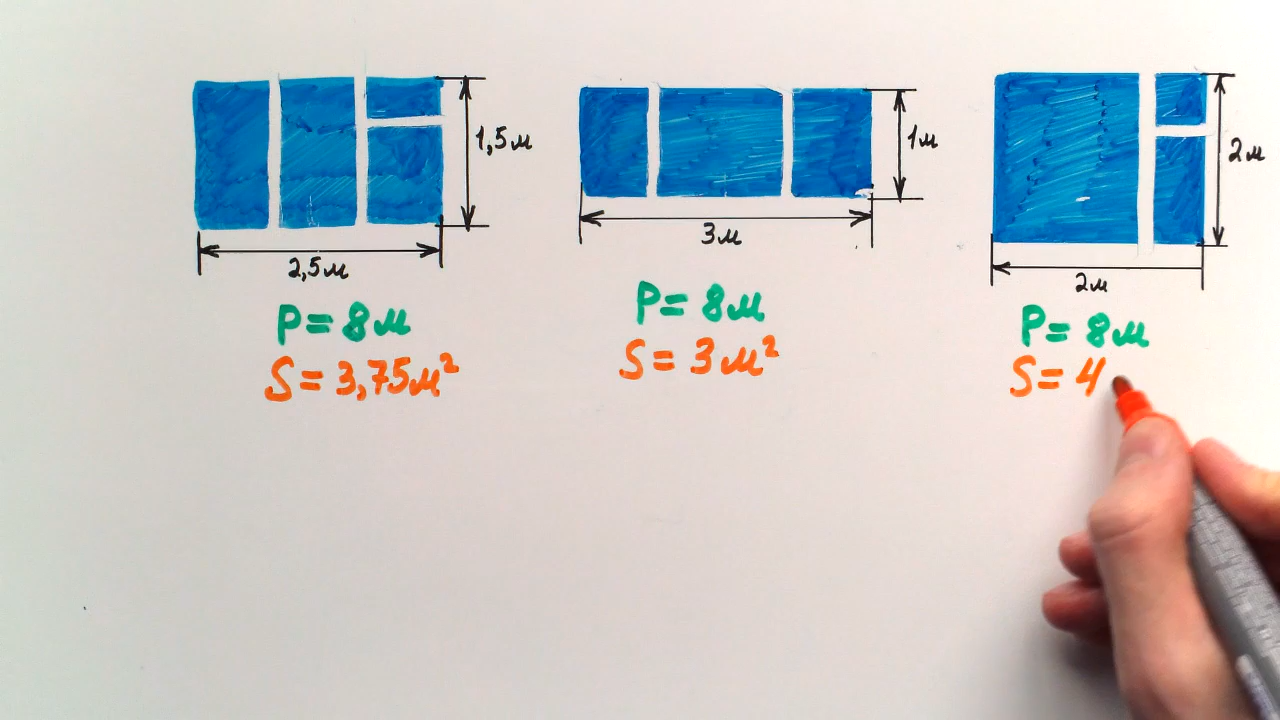 1,5м
2,5м
P = 8м
S = 3,75м²
1м
3м
P = 8м
S = 3м²
2м
2м
P = 8м
S = 4